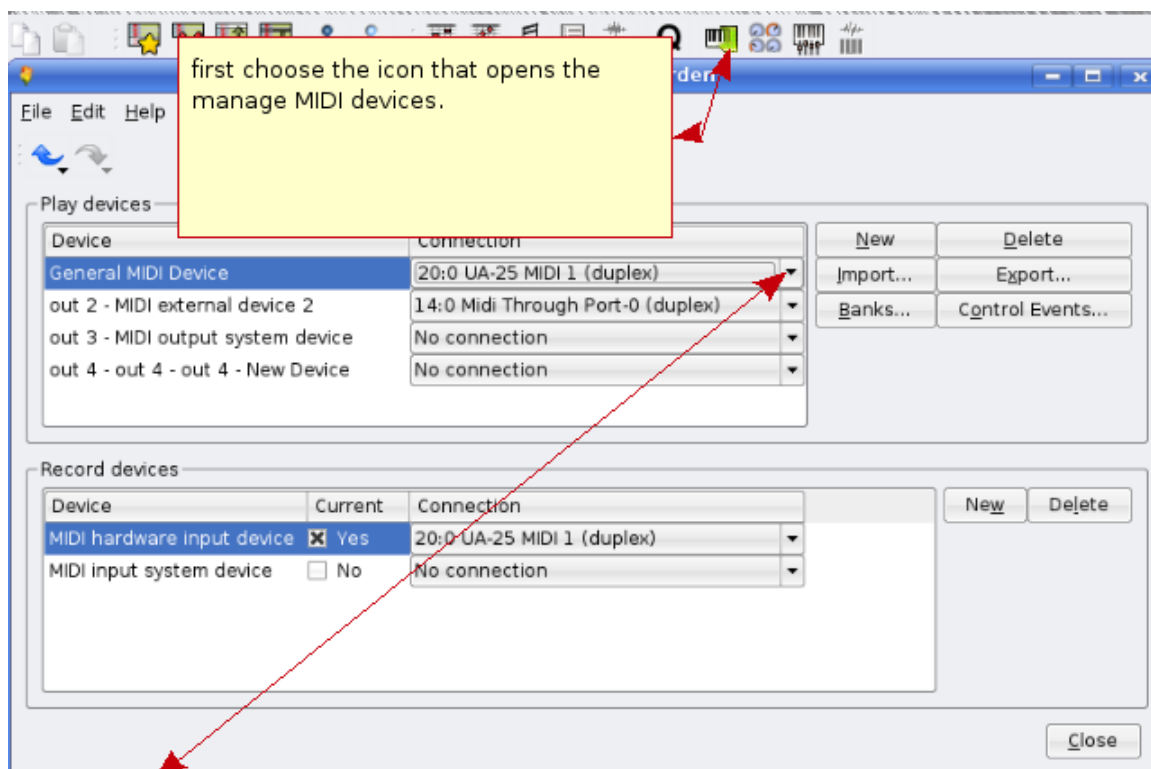 first choose the icon that opens the
manage MIDI devices.
File Edit Help
Play devices
Device Connection
General MIDI Device 20:0 UA-25 MIDI 1 (duplex)
out 2 - MIDI external device 2 14:0 Midi Through Port-0 (duplex)
out 3 - MIDI output system device No connection
out 4 - out 4 - out 4 - New Device No connection
New Delete
Import... Export...
Banks... Control Events...
Record devices
Device Current Connection
MIDI hardware input device Yes 20:0 UA-25 MIDI 1 (duplex)
MIDI input system device No No connection
New Delete
Close